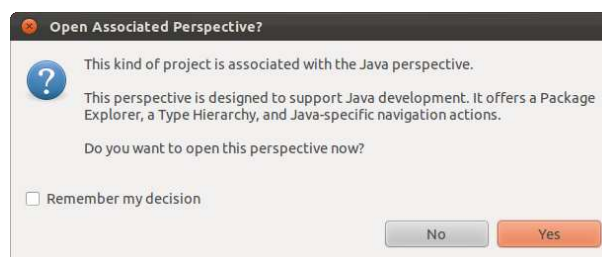 Open Associated Perspective?
This kind of project is associated with the Java perspective.
This perspective is designed to support Java development. It offers a Package
Explorer, a Type Hierarchy, and Java-specific navigation actions.
Do you want to open this perspective now?
Remember my decision
No
Yes